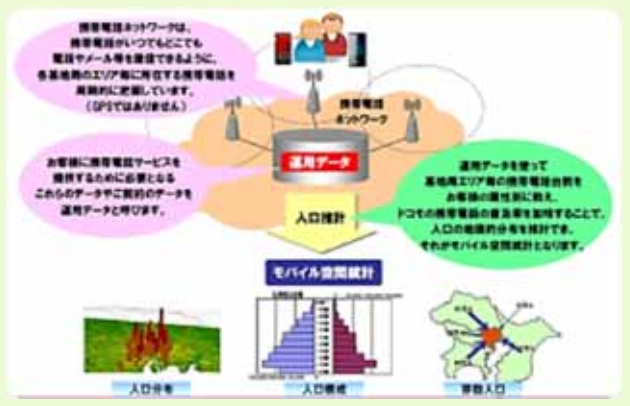 携帯電話ネットワークは、
携帯電話がいつでもどこでも
電話やメール等を着信できるように、
各基地局のエリア毎に所在する携帯電話を
周期的に把握しています。
(GPSではありません)
携帯電話
ネットワーク
運用データ
お客様に携帯電話サービスを
提供するために必要となる
これらのデータやご契約のデータを
運用データと呼びます。
運用データを使って
基地局エリア毎の携帯電話台数を
お客様の属性別に数え、
ドコモの携帯電話の普及率を加味することで、
人口の地理的分布を推計でき、
それがモバイル空間統計となります。
人口推計
モバイル空間統計
人口分布
人口構成
移動人口